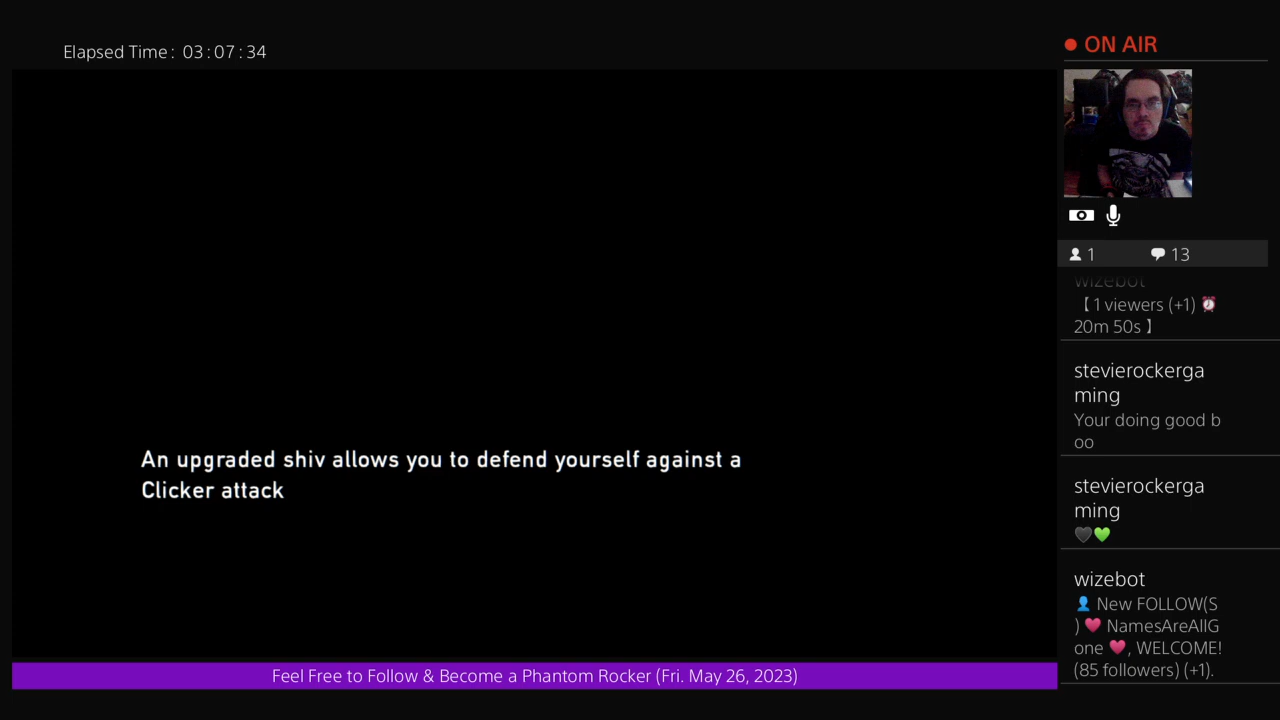 Elapsed Time: 03:07:34
ON AIR
1 13
wizebot
【1 viewers (+1) ⏰
20m 50s】
stevierockerga
ming
Your doing good b
oo
stevierockerga
ming
🖤💚
wizebot
👤 New FOLLOW(S
) 💗 NamesAreAllG
one 💗, WELCOME!
(85 followers) (+1).
An upgraded shiv allows you to defend yourself against a
Clicker attack
Feel Free to Follow & Become a Phantom Rocker (Fri. May 26, 2023)